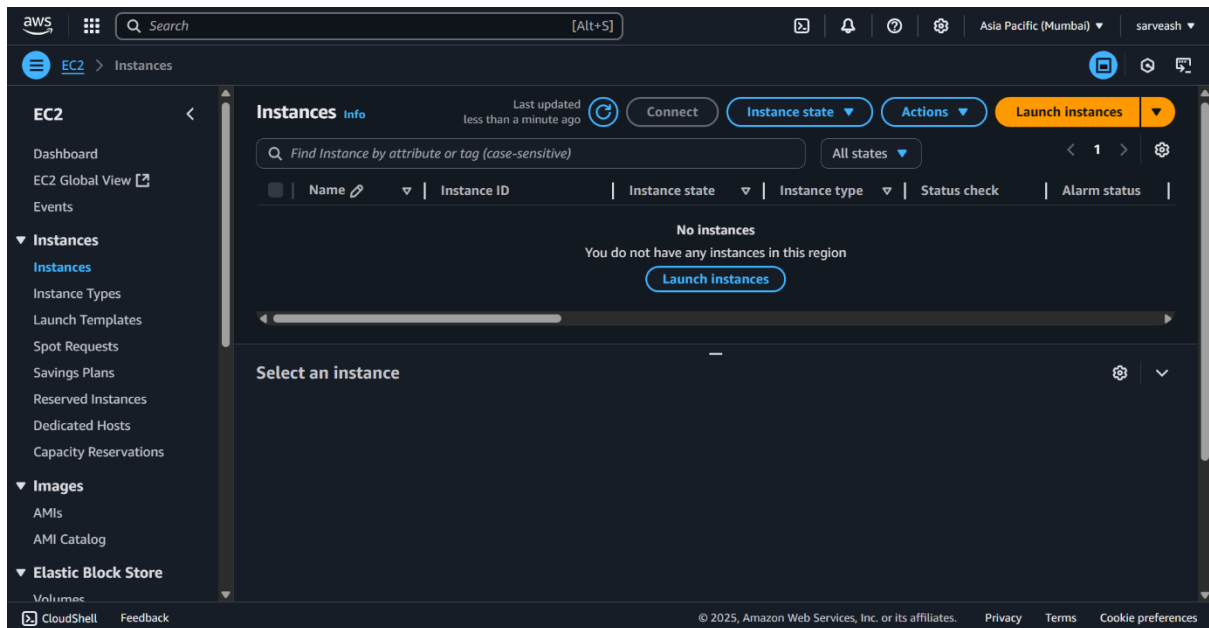 aws
Search
[Alt+S]
Asia Pacific (Mumbai)
sarveash
EC2 > Instances
EC2
Dashboard
EC2 Global View
Events
Instances
Instances
Instance Types
Launch Templates
Spot Requests
Savings Plans
Reserved Instances
Dedicated Hosts
Capacity Reservations
Images
AMIs
AMI Catalog
Elastic Block Store
Volumes
Instances Info
Last updated
less than a minute ago
Connect
Instance state
Actions
Launch instances
Find Instance by attribute or tag (case-sensitive)
All states
1
Name
Instance ID
Instance state
Instance type
Status check
Alarm status
No instances
You do not have any instances in this region
Launch instances
Select an instance
CloudShell
Feedback
© 2025, Amazon Web Services, Inc. or its affiliates.
Privacy
Terms
Cookie preferences